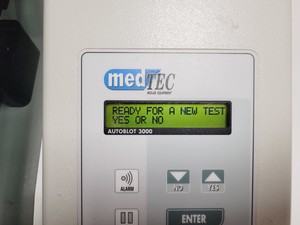 medTEC
READY FOR A NEW TEST
YES OR NO
AUTOBLOT 3000
ALARM
NO
YES
ENTER